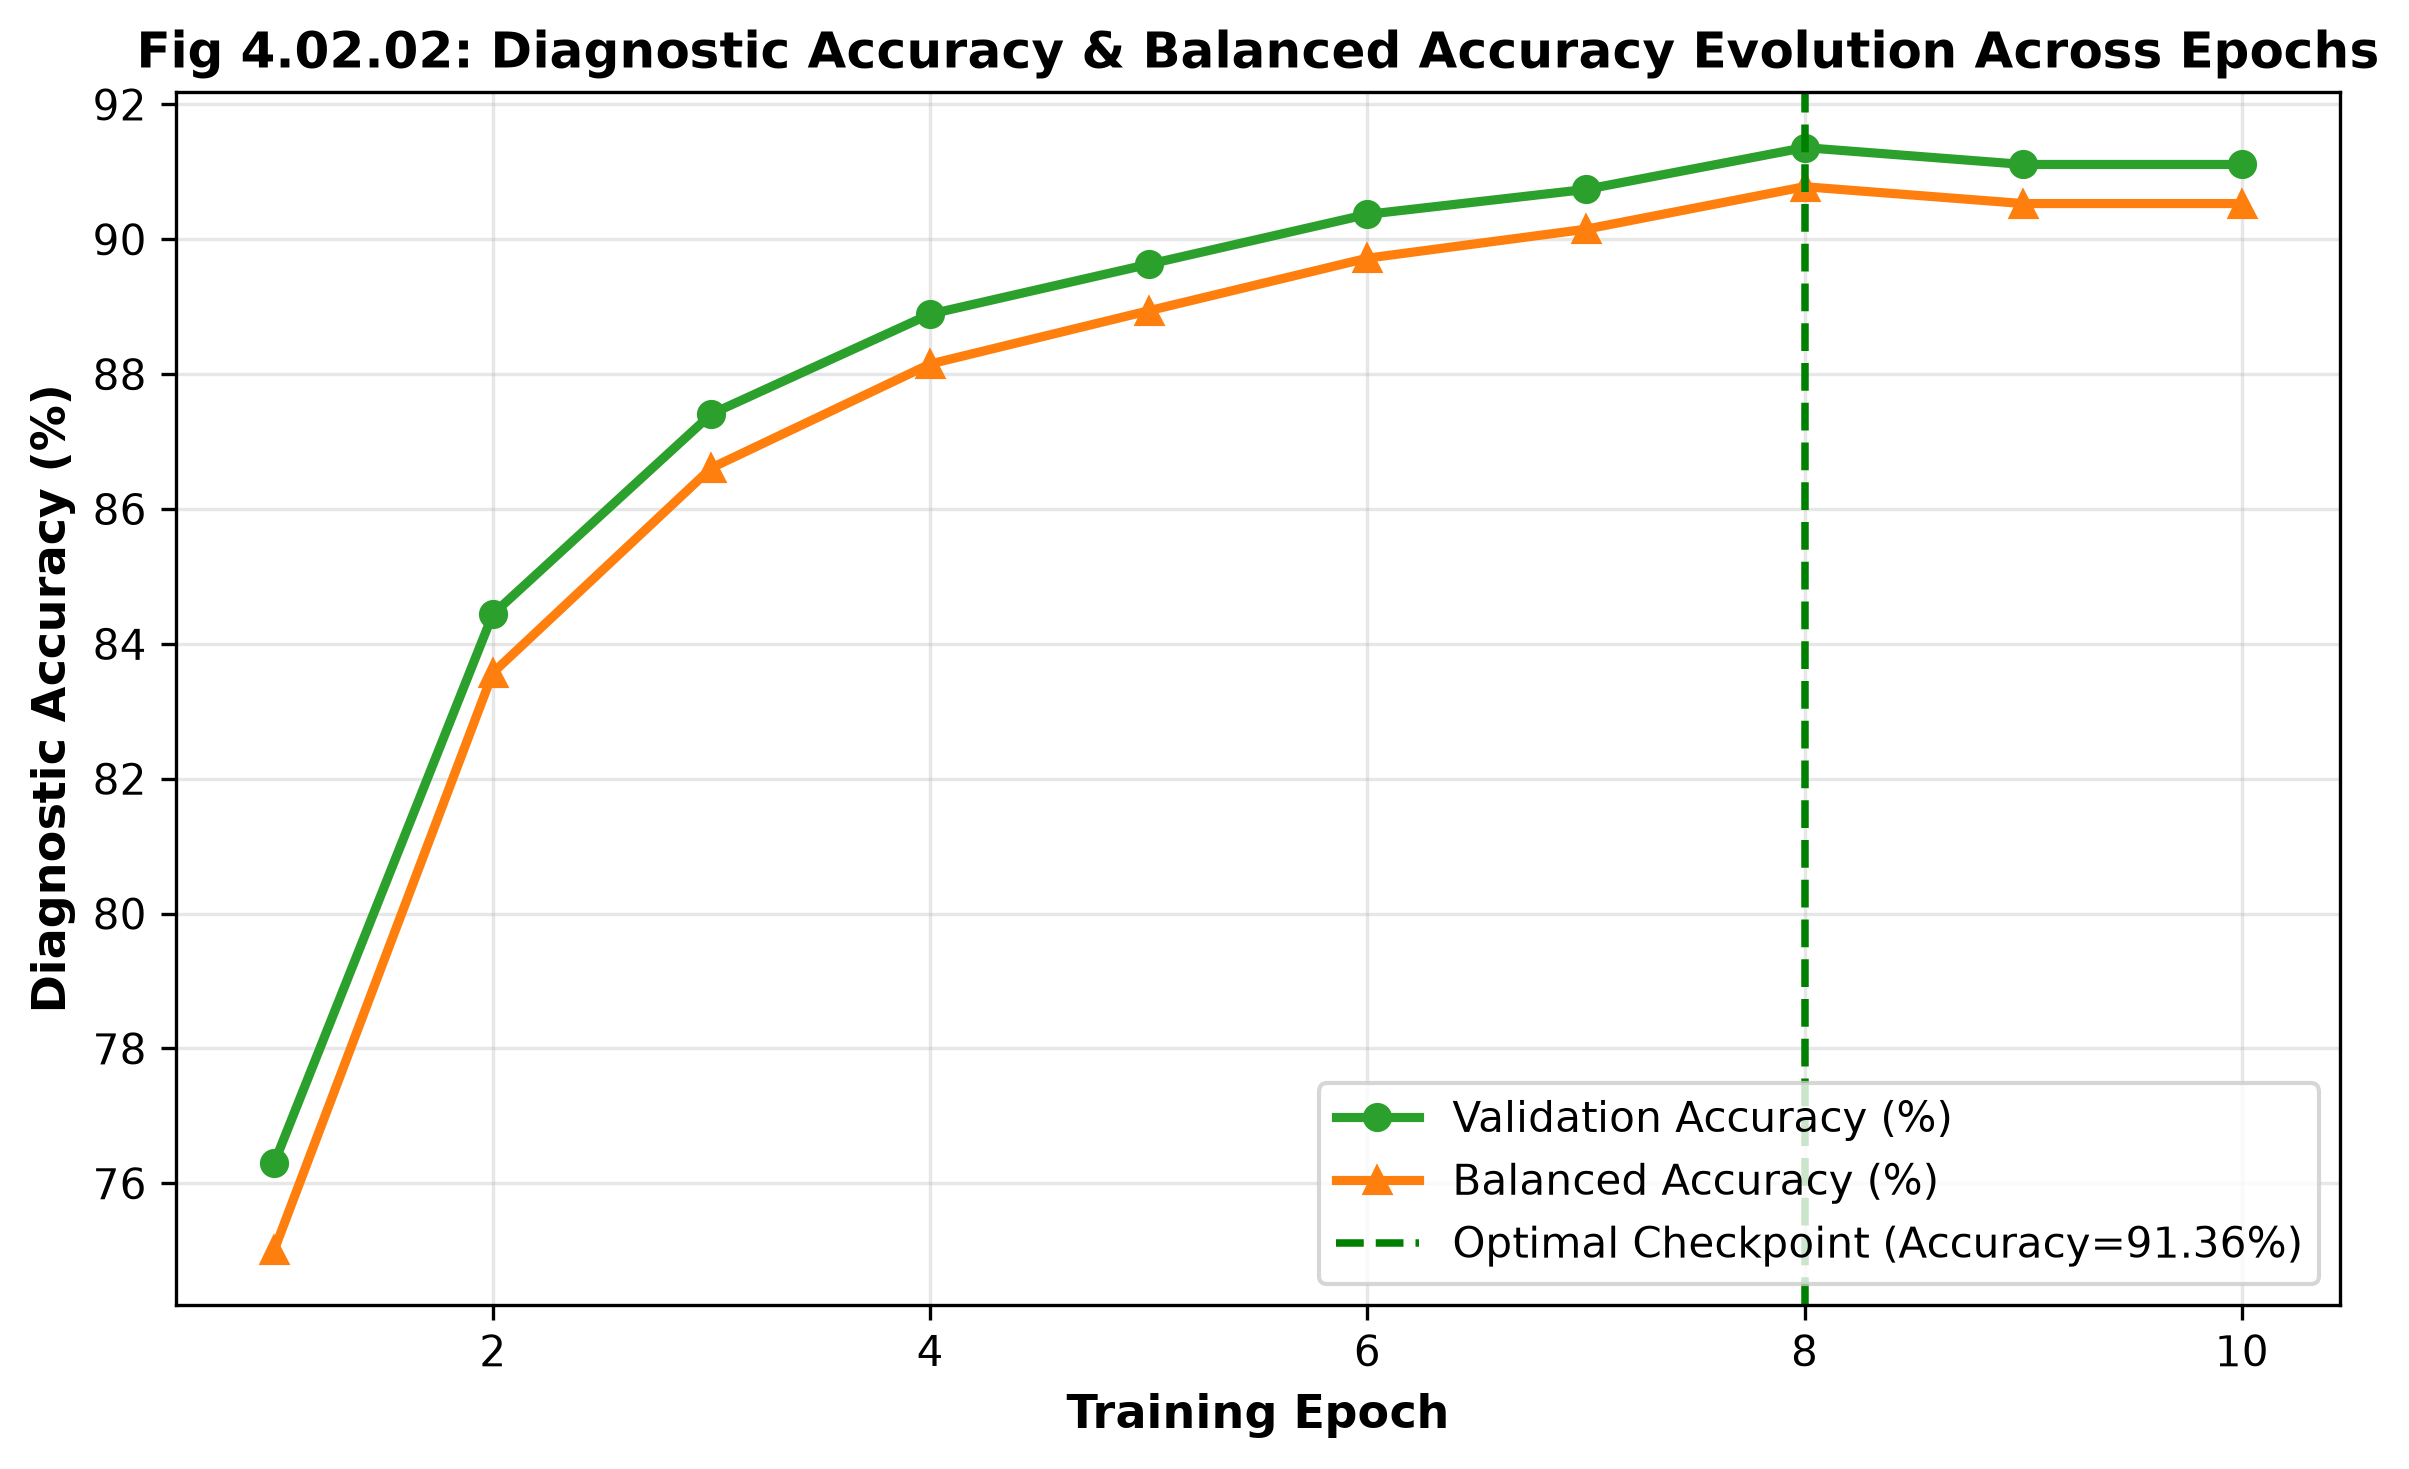 Fig 4.02.02: Diagnostic Accuracy & Balanced Accuracy Evolution Across Epochs
Diagnostic Accuracy (%)
92
90
88
86
84
82
80
78
76
Validation Accuracy (%)
Balanced Accuracy (%)
Optimal Checkpoint (Accuracy=91.36%)
2 4 6 8 10
Training Epoch